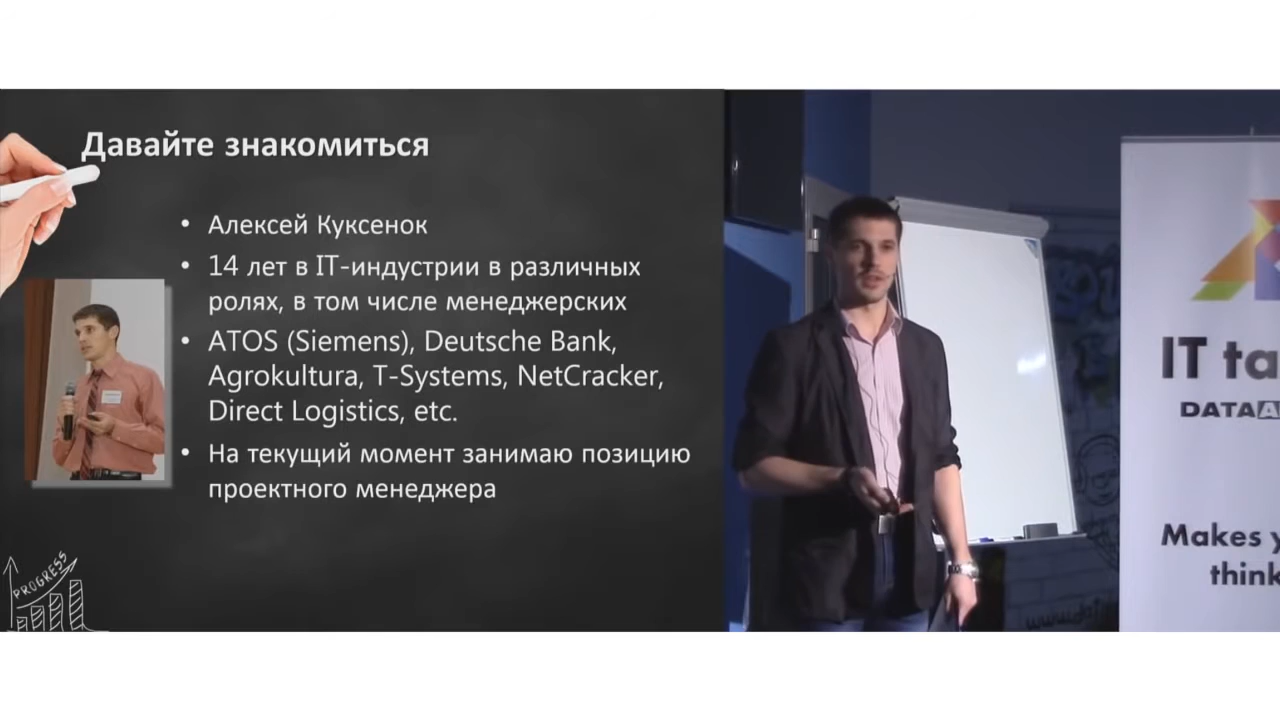 Давайте знакомиться
• Алексей Куксенок
• 14 лет в IT-индустрии в различных
ролях, в том числе менеджерских
• ATOS (Siemens), Deutsche Bank,
Agrokultura, T-Systems, NetCracker,
Direct Logistics, etc.
• На текущий момент занимаю позицию
проектного менеджера
PROGRESS
IT ta
DATAA
Makes y
think